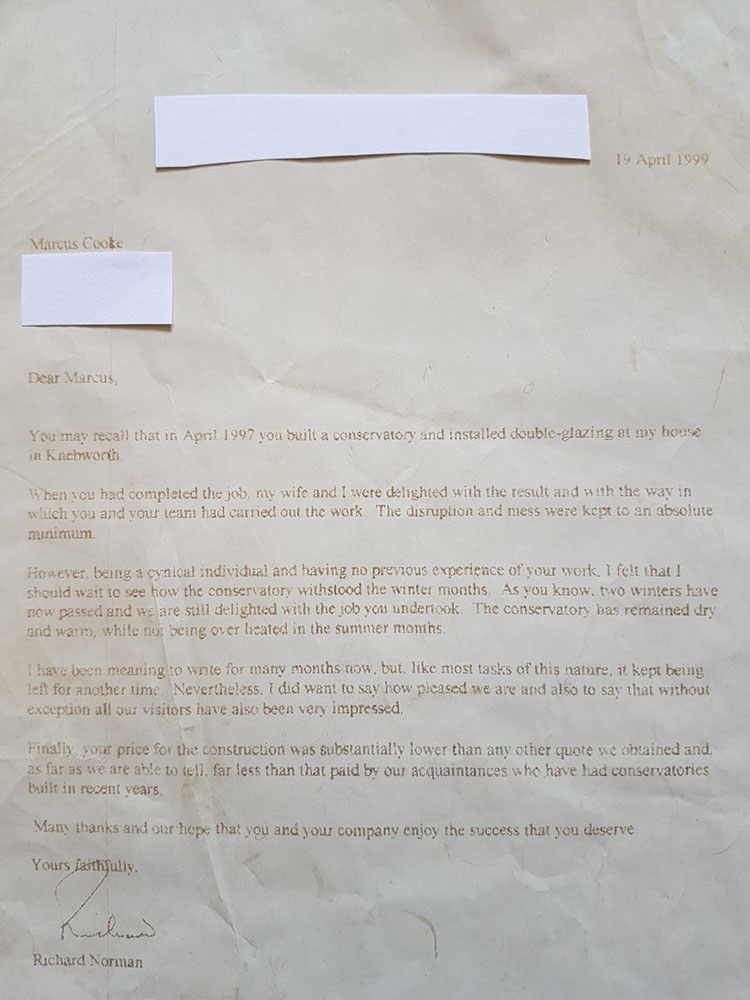 19 April 1999
Marcus Cooke
Dear Marcus,
You may recall that in April 1997 you built a conservatory and installed double-glazing at my house
in Knebworth.
When you had completed the job, my wife and I were delighted with the result and with the way in
which you and your team had carried out the work. The disruption and mess were kept to an absolute
minimum.
However, being a cynical individual and having no previous experience of your work, I felt that I
should wait to see how the conservatory withstood the winter months. As you know, two winters have
now passed and we are still delighted with the job you undertook. The conservatory has remained dry
and warm, while not being over heated in the summer months.
I have been meaning to write for many months now, but, like most tasks of this nature, it kept being
left for another time. Nevertheless, I did want to say how pleased we are and also to say that without
exception all our visitors have also been very impressed.
Finally, your price for the construction was substantially lower than any other quote we obtained and,
as far as we are able to tell, far less than that paid by our acquaintances who have had conservatories
built in recent years.
Many thanks and our hope that you and your company enjoy the success that you deserve
Yours faithfully,
Richard
Richard Norman